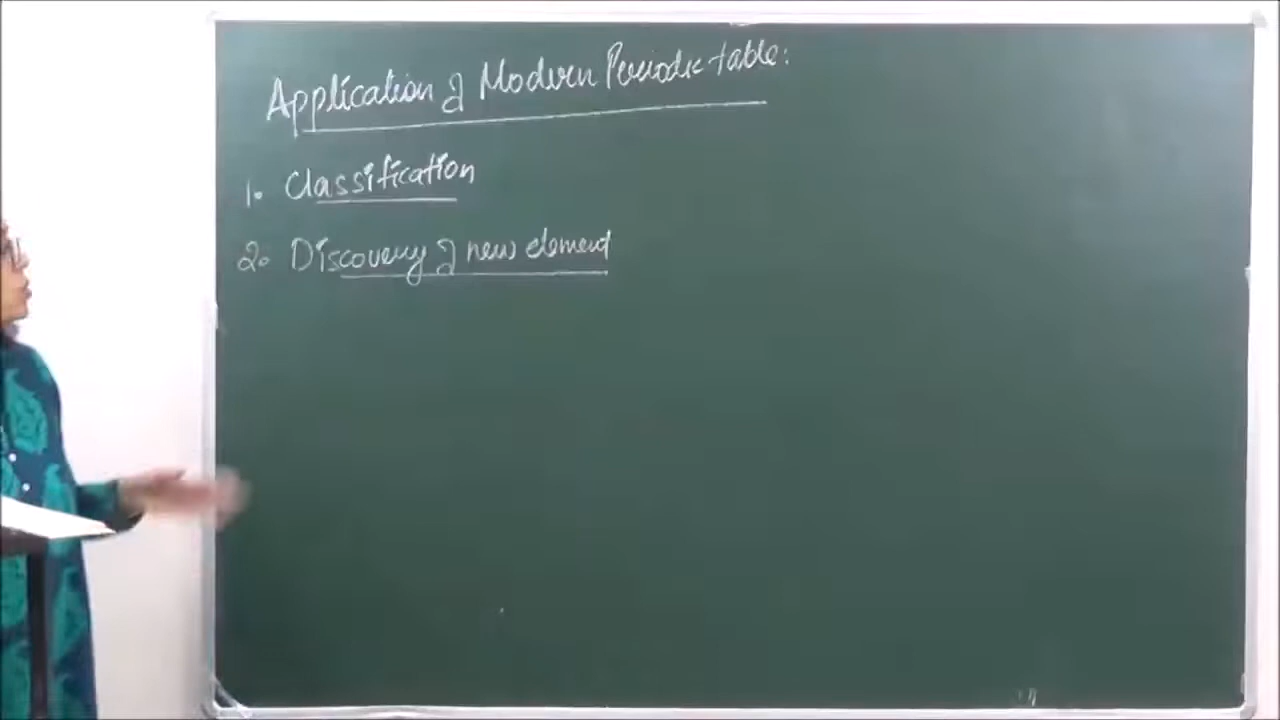 Application of Modern Periodic table:
1. Classification
2. Discovery of new element